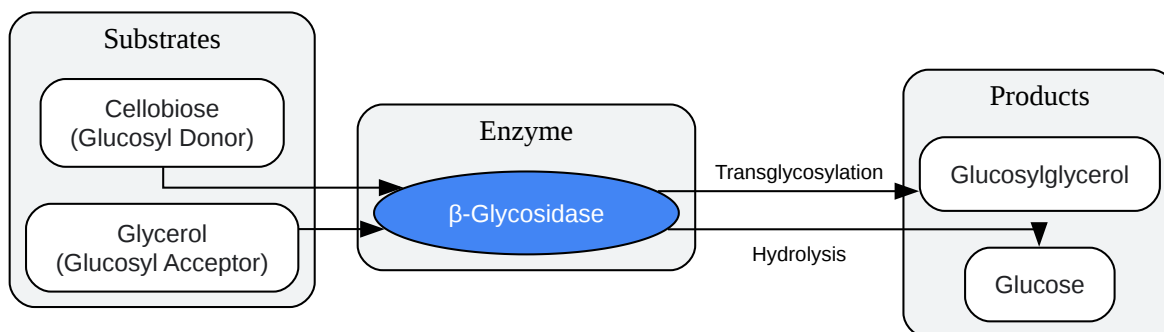 Substrates
Cellobiose
(Glucosyl Donor)
Glycerol
(Glucosyl Acceptor)
Enzyme
β-Glycosidase
Transglycosylation
Hydrolysis
Products
Glucosylglycerol
Glucose